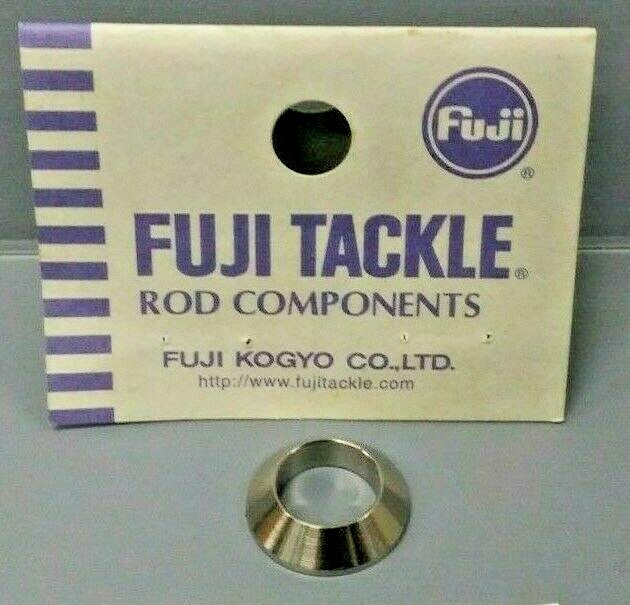 Fuji
®
FUJI TACKLE®
ROD COMPONENTS
FUJI KOGYO CO.,LTD.
http://www.fujitackle.com